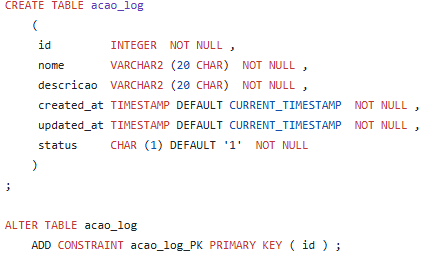 CREATE TABLE acao_log
(
id INTEGER NOT NULL ,
nome VARCHAR2 (20 CHAR) NOT NULL ,
descricao VARCHAR2 (20 CHAR) NOT NULL ,
created_at TIMESTAMP DEFAULT CURRENT_TIMESTAMP NOT NULL ,
updated_at TIMESTAMP DEFAULT CURRENT_TIMESTAMP NOT NULL ,
status CHAR (1) DEFAULT '1' NOT NULL
)
;
ALTER TABLE acao_log
ADD CONSTRAINT acao_log_PK PRIMARY KEY ( id ) ;